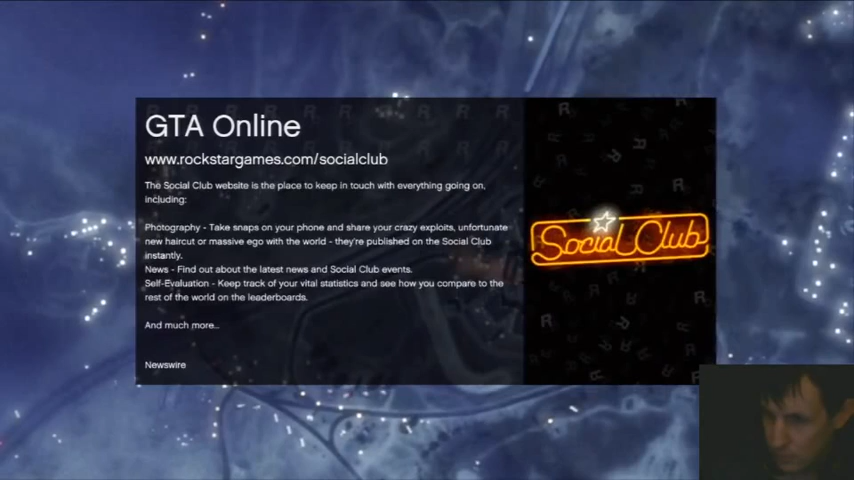 GTA Online
www.rockstargames.com/socialclub
The Social Club website is the place to keep in touch with everything going on,
including:
Photography - Take snaps on your phone and share your crazy exploits, unfortunate
new haircut or massive ego with the world - they're published on the Social Club
instantly.
News - Find out about the latest news and Social Club events.
Self-Evaluation - Keep track of your vital statistics and see how you compare to the
rest of the world on the leaderboards.
And much more...
Newswire
Social Club